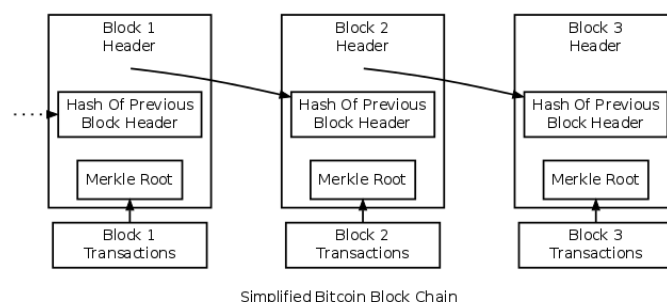 Block 1
Header
Hash Of Previous
Block Header
Merkle Root
Block 1
Transactions
Block 2
Header
Hash Of Previous
Block Header
Merkle Root
Block 2
Transactions
Block 3
Header
Hash Of Previous
Block Header
Merkle Root
Block 3
Transactions
Simplified Bitcoin Block Chain